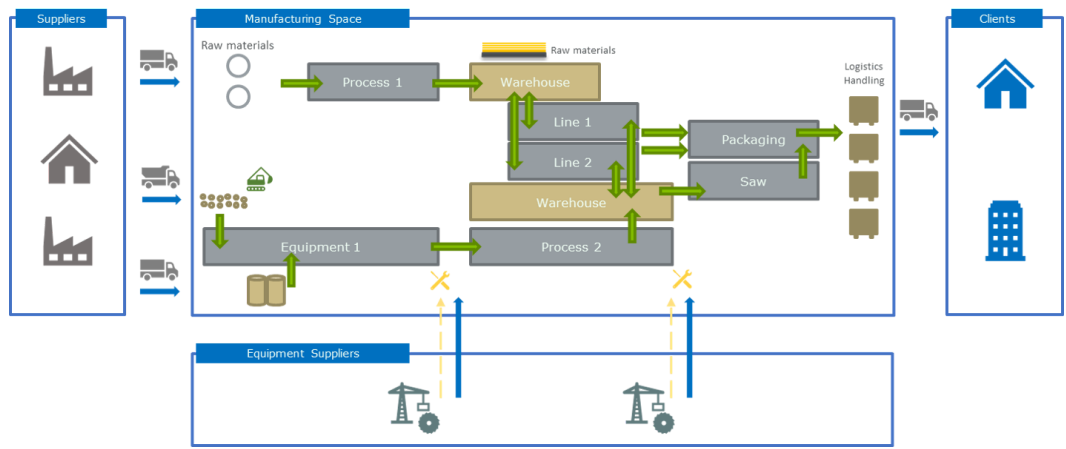 Suppliers
Manufacturing Space
Clients
Raw materials
Raw materials
Process 1
Warehouse
Logistics
Handling
Line 1
Packaging
Line 2
Saw
Warehouse
Equipment 1
Process 2
Equipment Suppliers